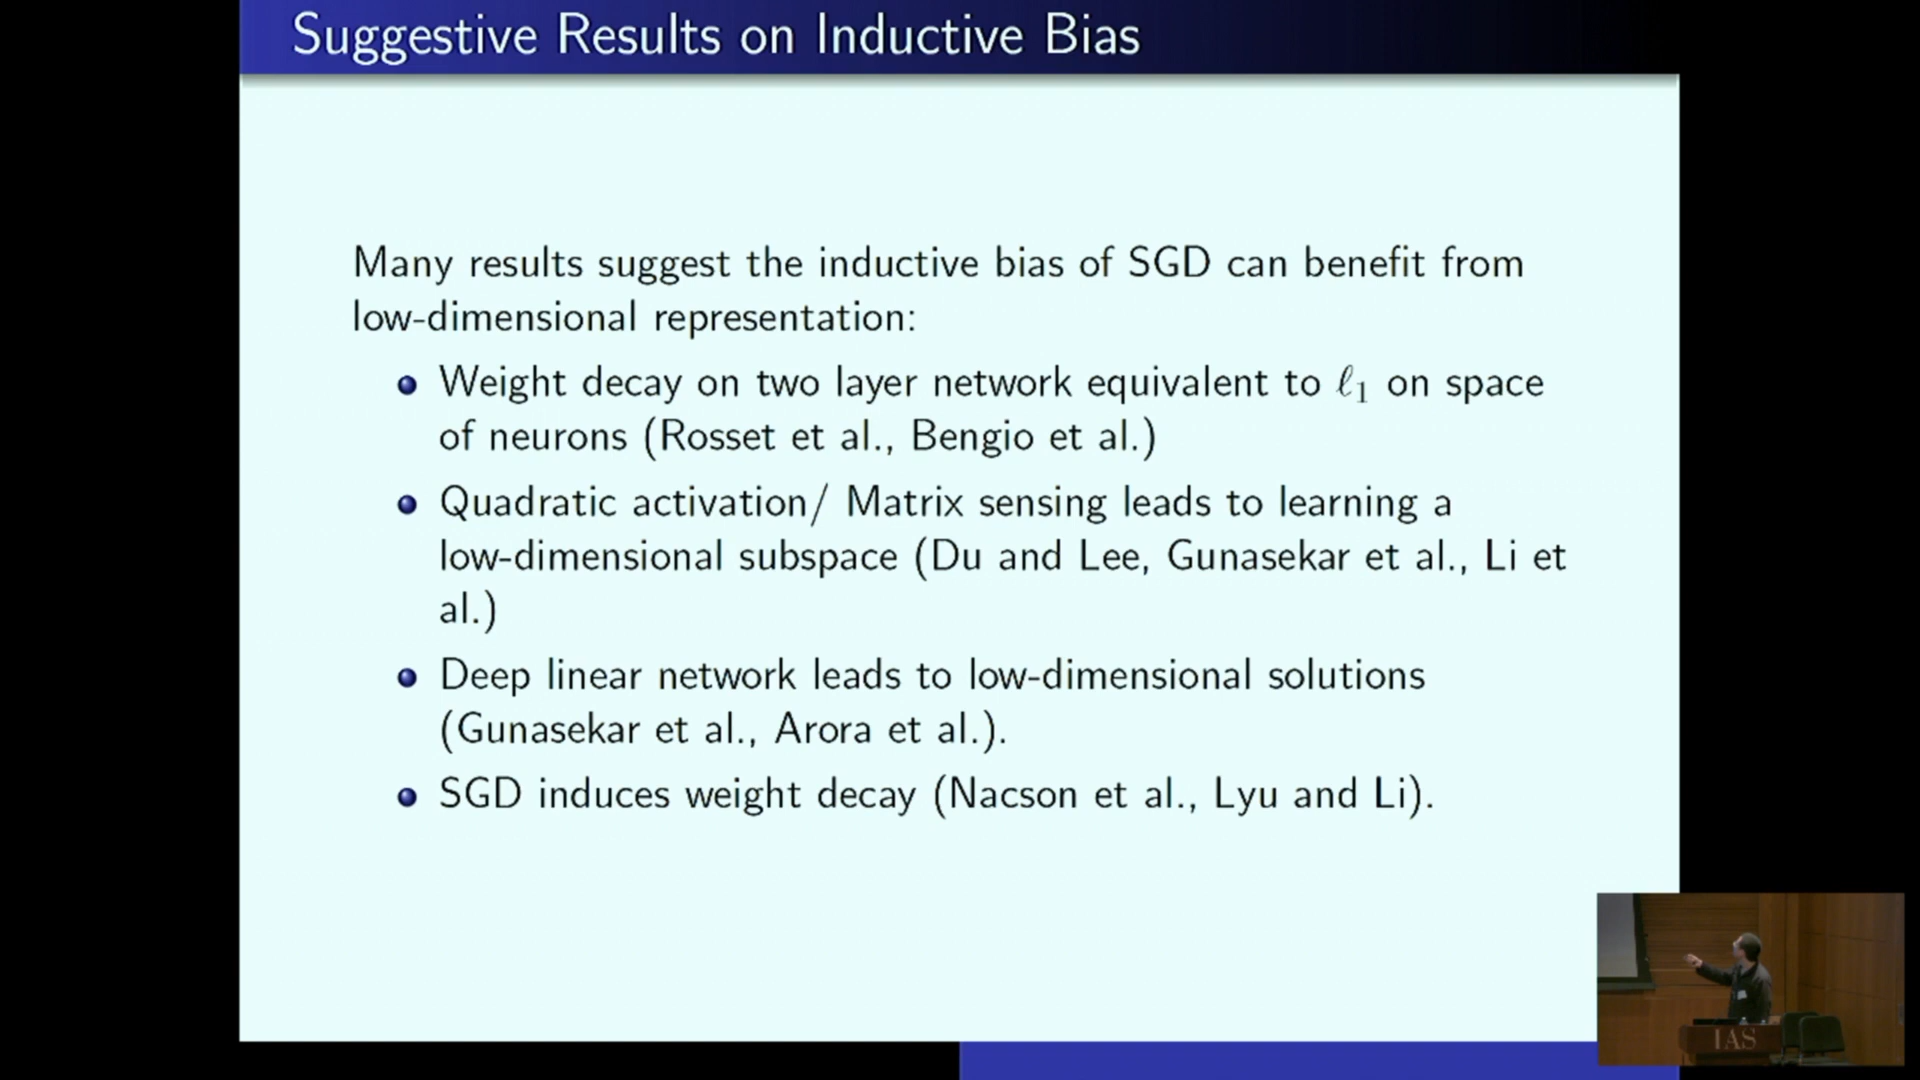 Suggestive Results on Inductive Bias
Many results suggest the inductive bias of SGD can benefit from
low-dimensional representation:
Weight decay on two layer network equivalent to ℓ₁ on space
of neurons (Rosset et al., Bengio et al.)
Quadratic activation/ Matrix sensing leads to learning a
low-dimensional subspace (Du and Lee, Gunasekar et al., Li et
al.)
Deep linear network leads to low-dimensional solutions
(Gunasekar et al., Arora et al.).
SGD induces weight decay (Nacson et al., Lyu and Li).
IAS